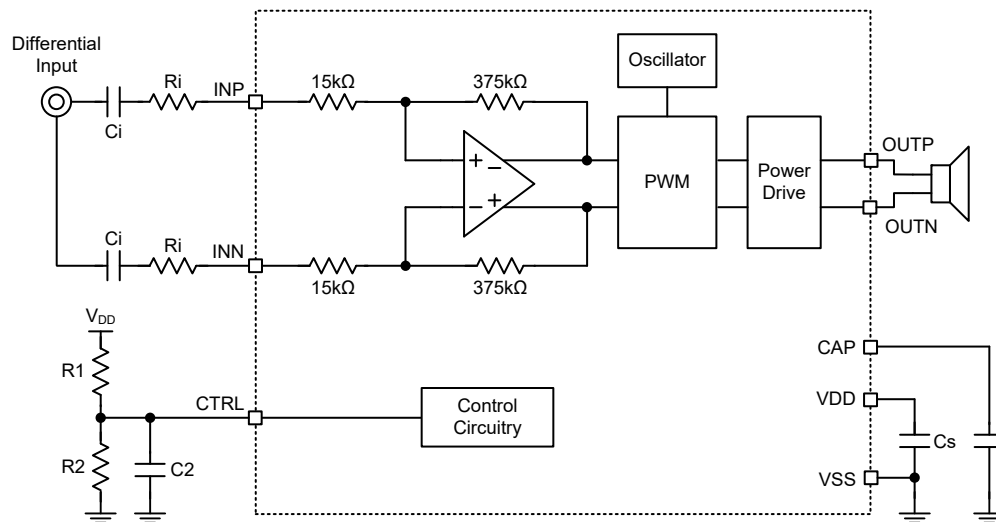 Differential
Input
Ci
Ri
INP
15kΩ
375kΩ
Oscillator
+
−
−
+
PWM
Power
Drive
OUTP
OUTN
Ci
Ri
INN
15kΩ
375kΩ
VDD
R1
CTRL
R2
C2
Control
Circuitry
CAP
VDD
Cs
VSS